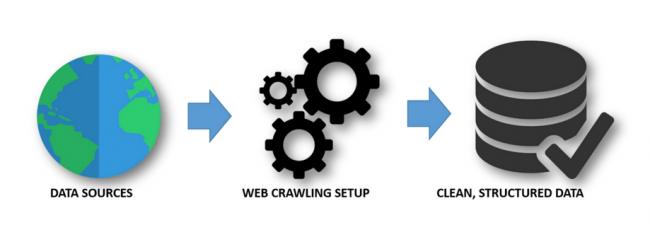 DATA SOURCES
WEB CRAWLING SETUP
CLEAN, STRUCTURED DATA